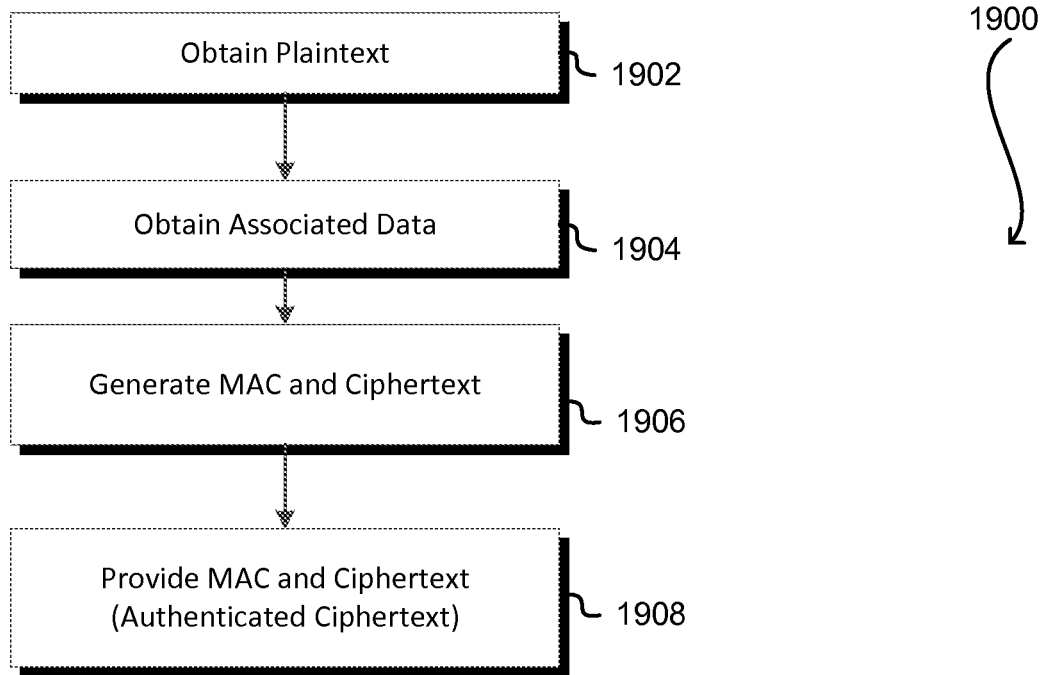 1900
Obtain Plaintext
1902
Obtain Associated Data
1904
Generate MAC and Ciphertext
1906
Provide MAC and Ciphertext
(Authenticated Ciphertext)
1908